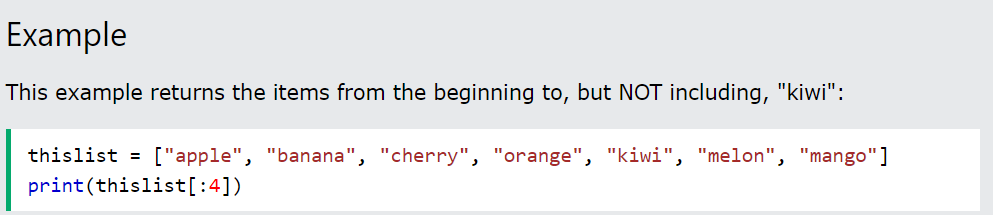 Example
This example returns the items from the beginning to, but NOT including, "kiwi":
thislist = ["apple", "banana", "cherry", "orange", "kiwi", "melon", "mango"]
print(thislist[:4])